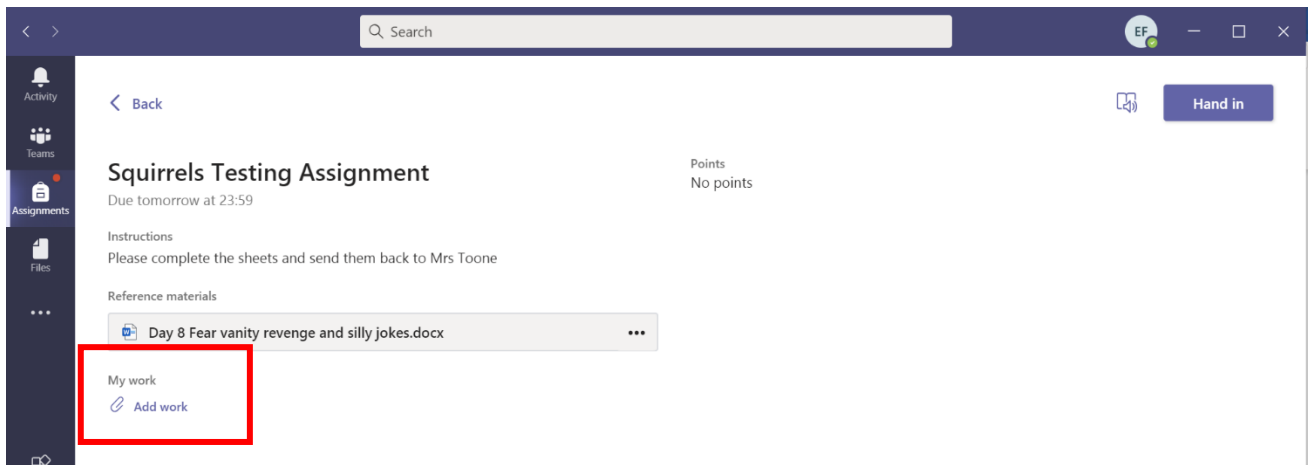 Search
EF
Activity
Back
Hand in
Teams
Squirrels Testing Assignment
Points
Due tomorrow at 23:59
No points
Assignments
Instructions
Please complete the sheets and send them back to Mrs Toone
Files
Reference materials
Day 8 Fear vanity revenge and silly jokes.docx
My work
Add work